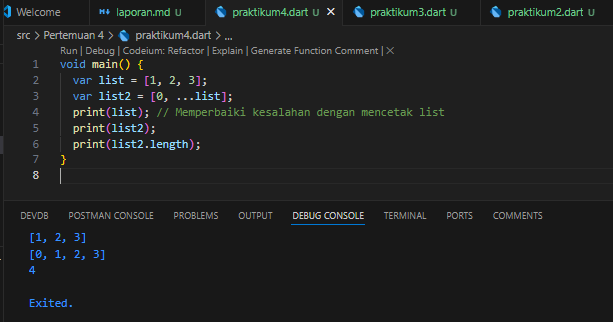 Welcome laporan.md U praktikum4.dart U × praktikum3.dart U praktikum2.dart U
src > Pertemuan 4 > praktikum4.dart > ...
Run | Debug | Codeium: Refactor | Explain | Generate Function Comment | ×
1 void main() {
2 var list = [1, 2, 3];
3 var list2 = [0, ...list];
4 print(list); // Memperbaiki kesalahan dengan mencetak list
5 print(list2);
6 print(list2.length);
7 }
8
DEVDB POSTMAN CONSOLE PROBLEMS OUTPUT DEBUG CONSOLE TERMINAL PORTS COMMENTS
[1, 2, 3]
[0, 1, 2, 3]
4
Exited.